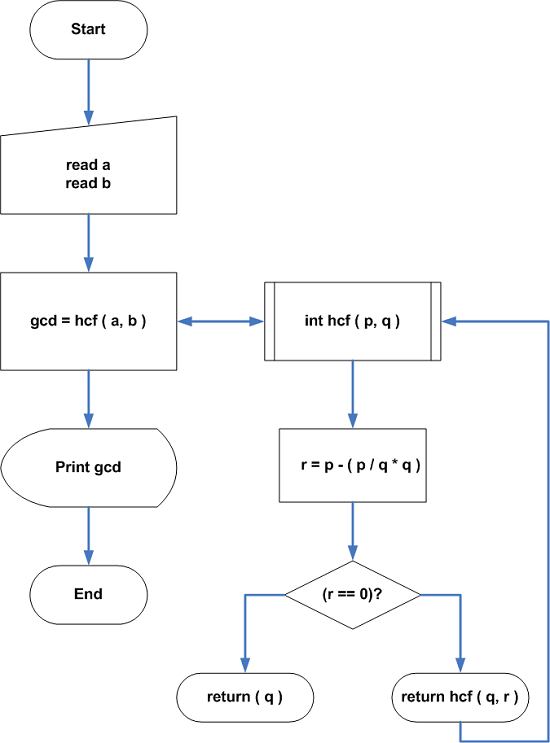 Start
read a
read b
gcd = hcf ( a, b )
int hcf ( p, q )
Print gcd
r = p - ( p / q * q )
End
(r == 0)?
return ( q )
return hcf ( q, r )